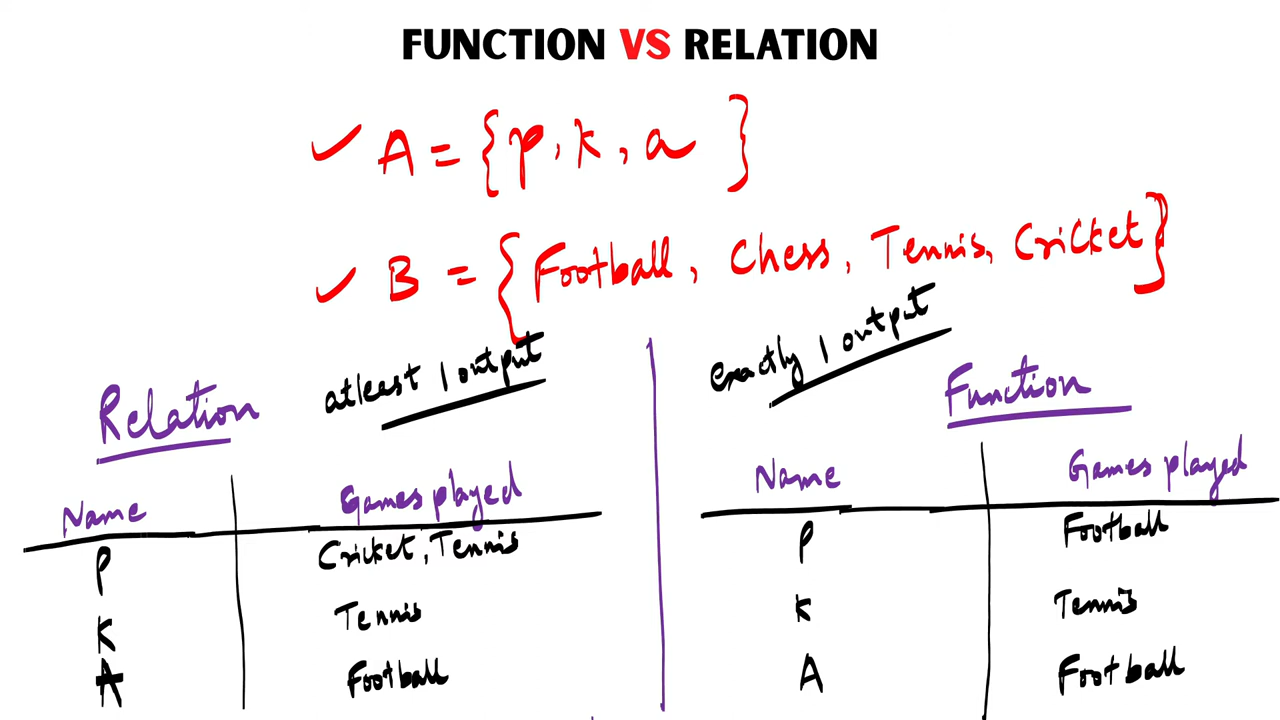 FUNCTION VS RELATION
✓ A = {p, k, a }
✓ B = {Football, Chess, Tennis, Cricket}
Relation
atleast 1 output
Name Games played
P Cricket, Tennis
K Tennis
A Football
exactly 1 output
Function
Name Games played
P Football
k Tennis
A Football